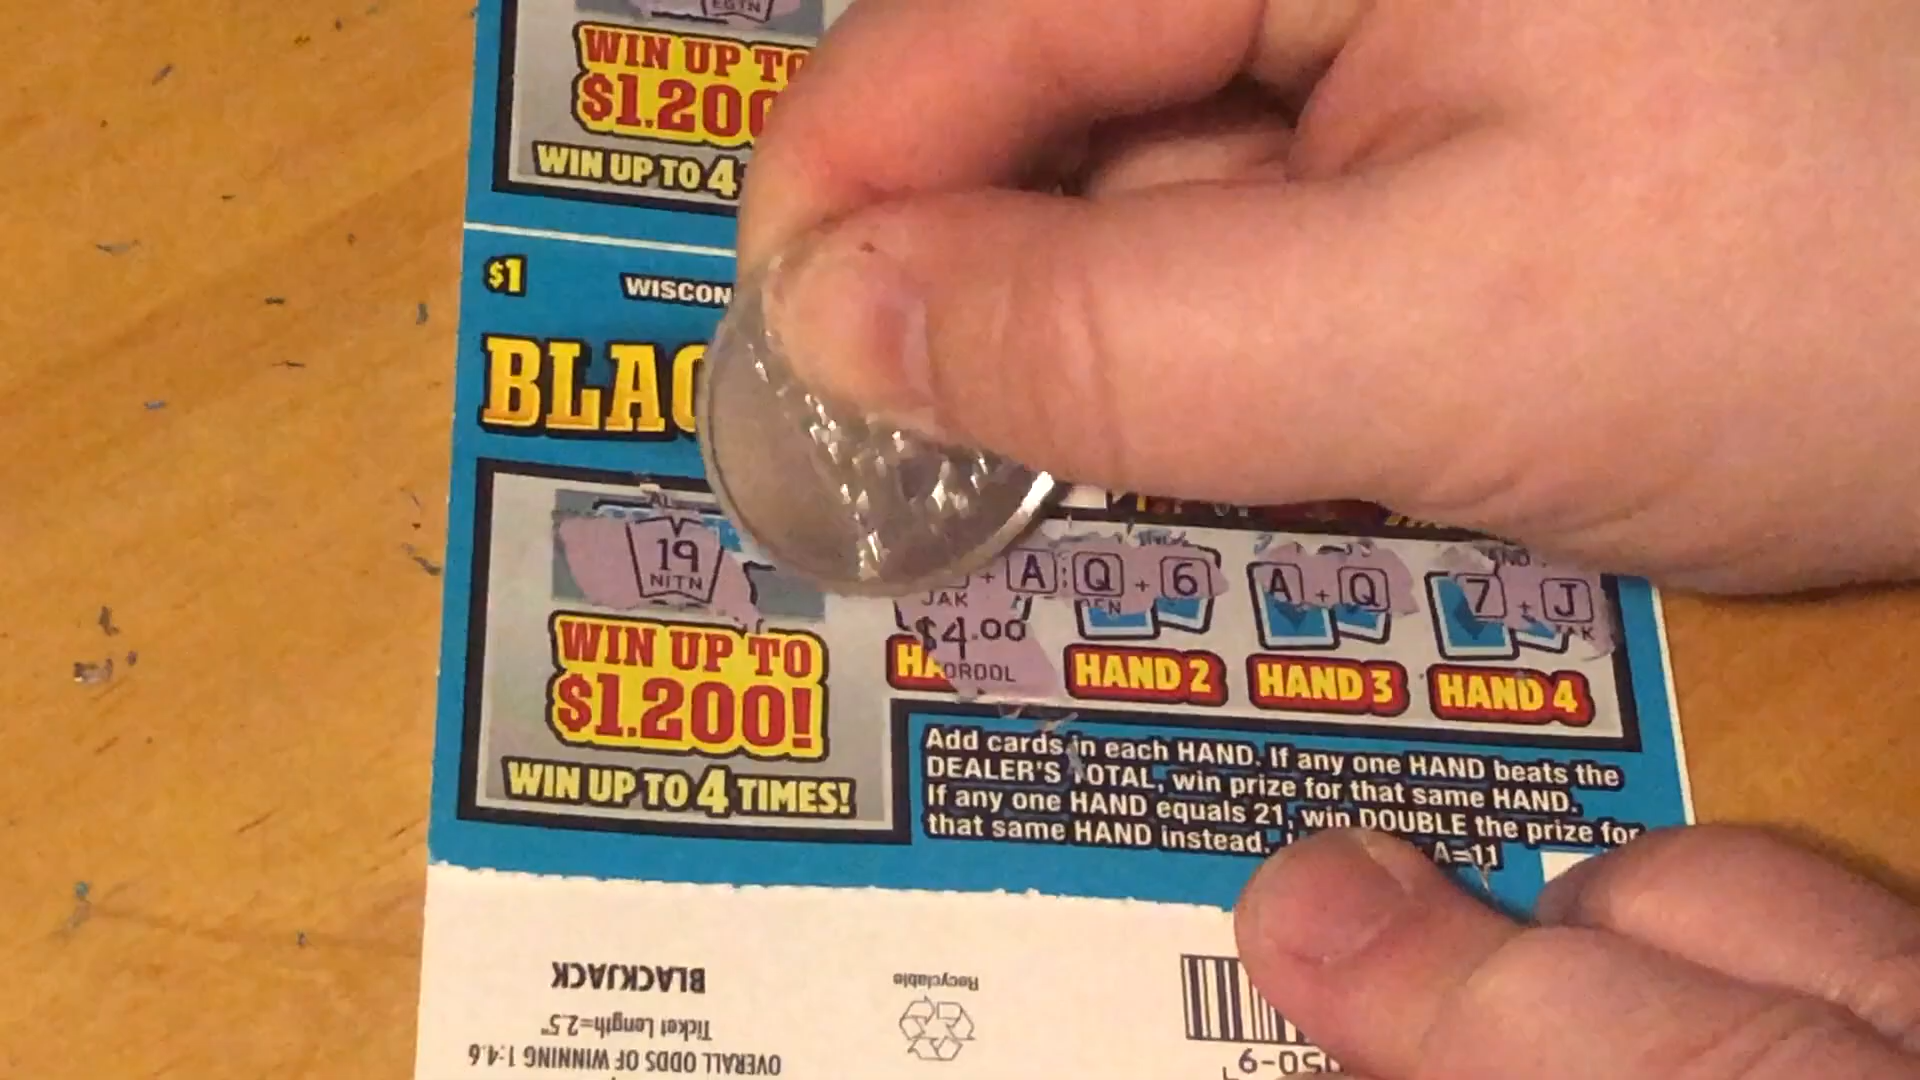 EGTN
WIN UP TO
$1,200
WIN UP TO 4
$1
WISCON
BLAC
19
NITN
WIN UP TO
$1,200!
WIN UP TO 4 TIMES!
+ A
JAK
$4.00
ORDOL
Q + 6
A + Q
7 + J
HAND 2
HAND 3
HAND 4
Add cards in each HAND. If any one HAND beats the
DEALER'S TOTAL, win prize for that same HAND.
If any one HAND equals 21, win DOUBLE the prize for
that same HAND instead.
A=11
BLACKJACK
Ticket Length=2.5"
OVERALL ODDS OF WINNING 1:4.6
Recyclable